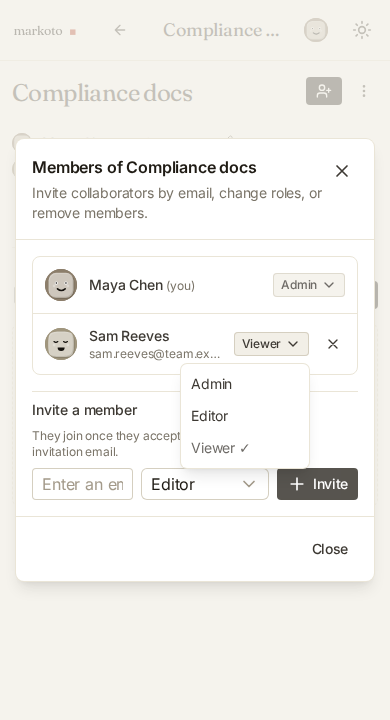 markoto
Compliance ...
Compliance docs
Members of Compliance docs
Invite collaborators by email, change roles, or
remove members.
Maya Chen (you)
Admin
Sam Reeves
sam.reeves@team.ex...
Viewer
Admin
Editor
Viewer ✓
Invite a member
They join once they accept
invitation email.
Enter an en
Editor
Invite
Close